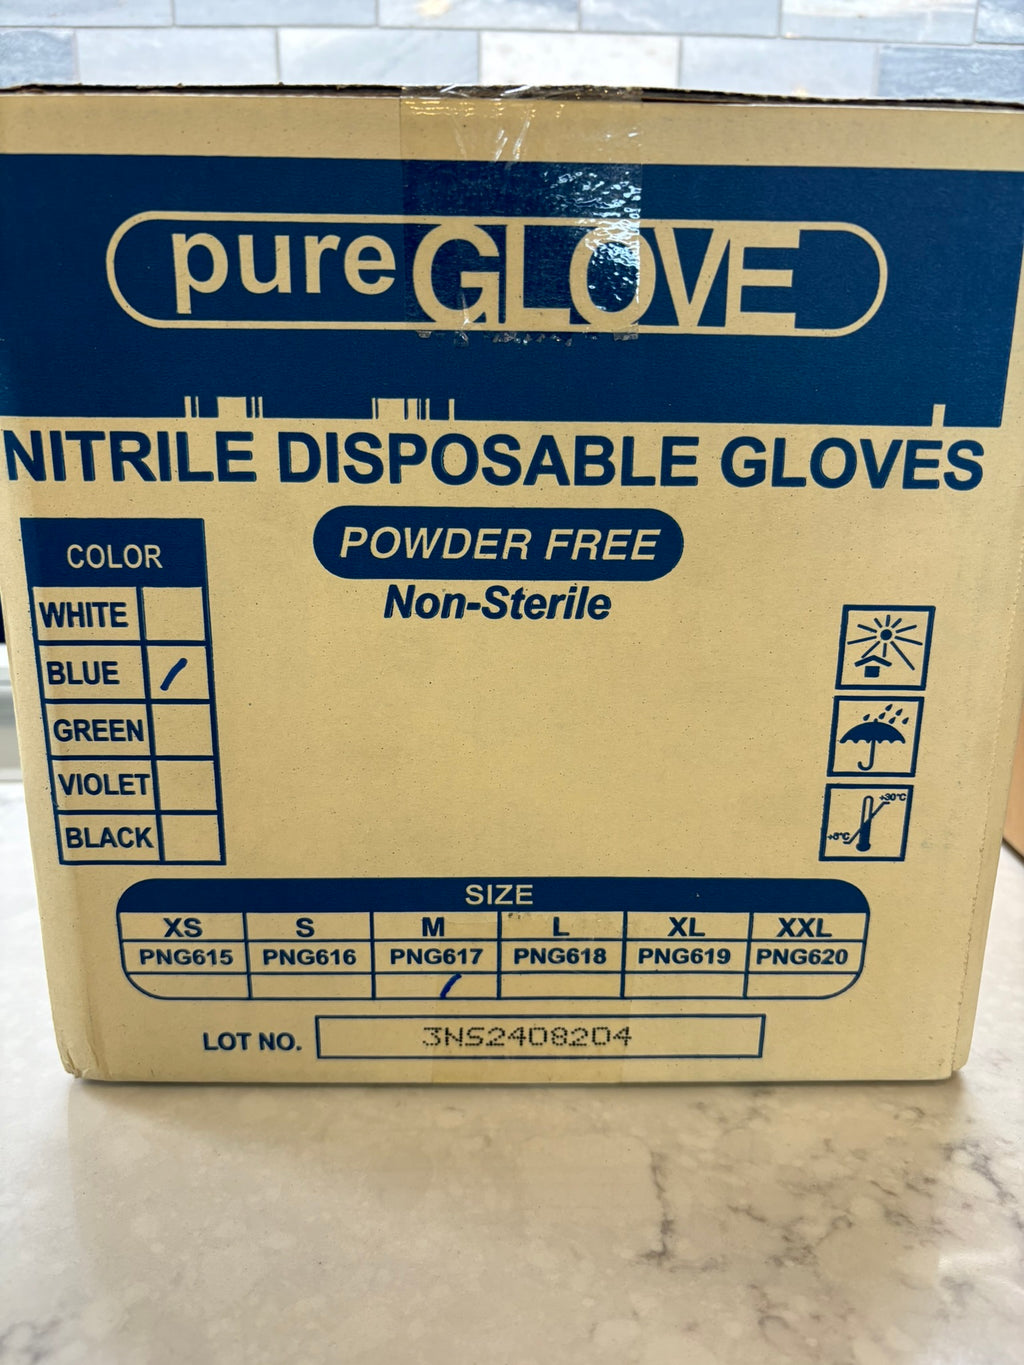 pureGLOVE
NITRILE DISPOSABLE GLOVES
POWDER FREE
Non-Sterile
COLOR
WHITE
BLUE
GREEN
VIOLET
BLACK
+30°C
SIZE
XS S M L XL XXL
PNG615 PNG616 PNG617 PNG618 PNG619 PNG620
LOT NO. 3NS2408204